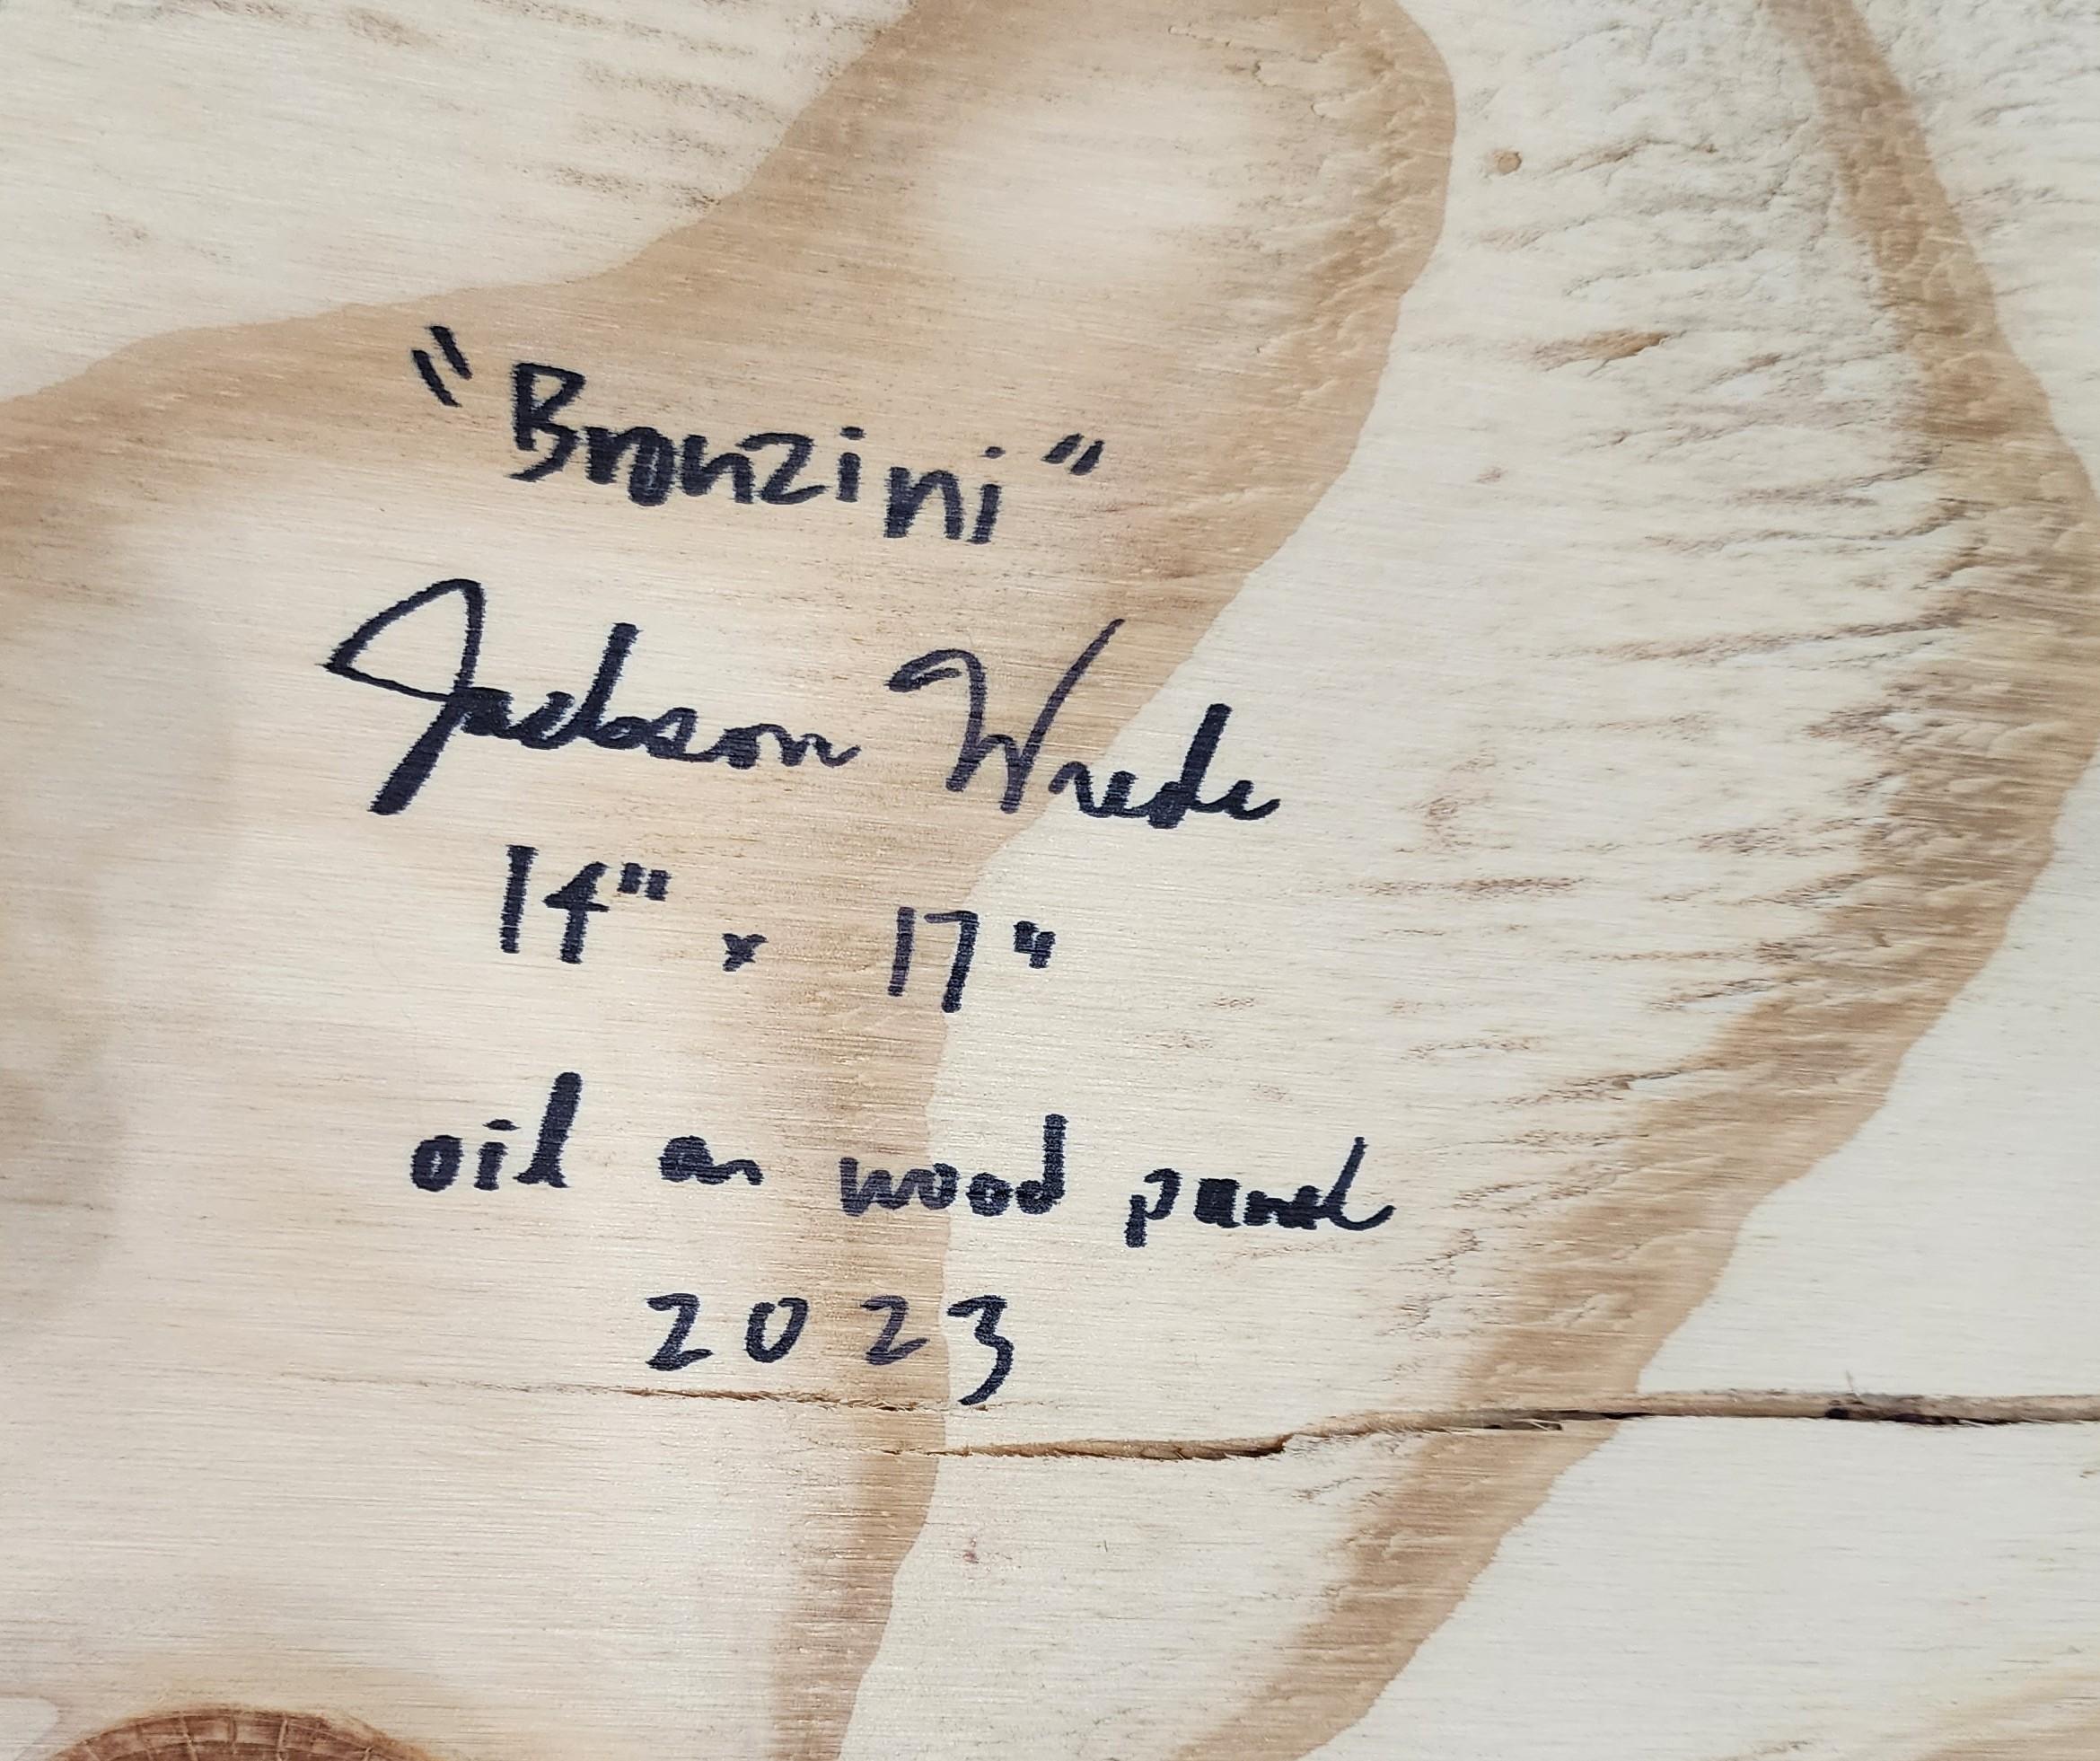 "Bronzini"
Jackson Wrede
14" x 17"
oil on wood panel
2023